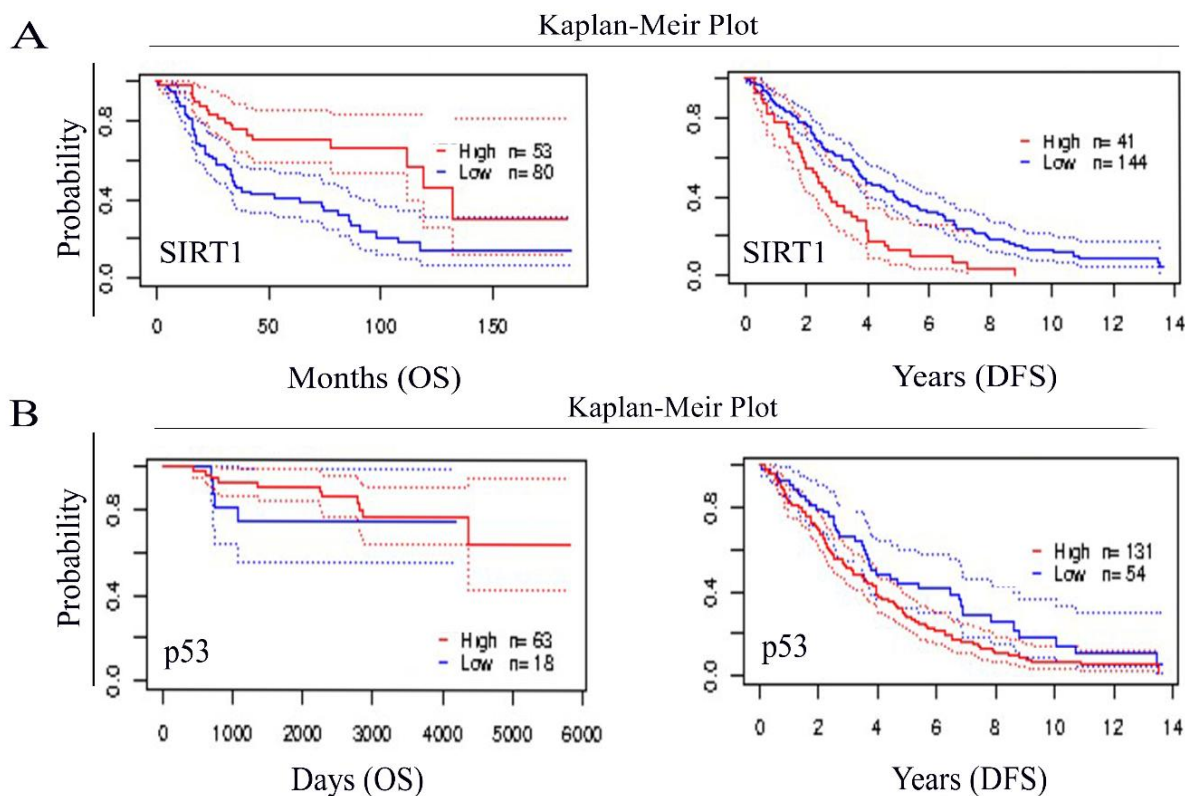 A
Kaplan-Meir Plot
Probability
0.8
0.4
0.0
High n= 53
Low n= 80
SIRT1
0 50 100 150
Months (OS)
0.8
0.4
0.0
High n= 41
Low n= 144
SIRT1
0 2 4 6 8 10 12 14
Years (DFS)
B
Kaplan-Meir Plot
Probability
0.8
0.4
0.0
High n= 63
Low n= 18
p53
0 1000 2000 3000 4000 5000 6000
Days (OS)
0.8
0.4
0.0
High n= 131
Low n= 54
p53
0 2 4 6 8 10 12 14
Years (DFS)